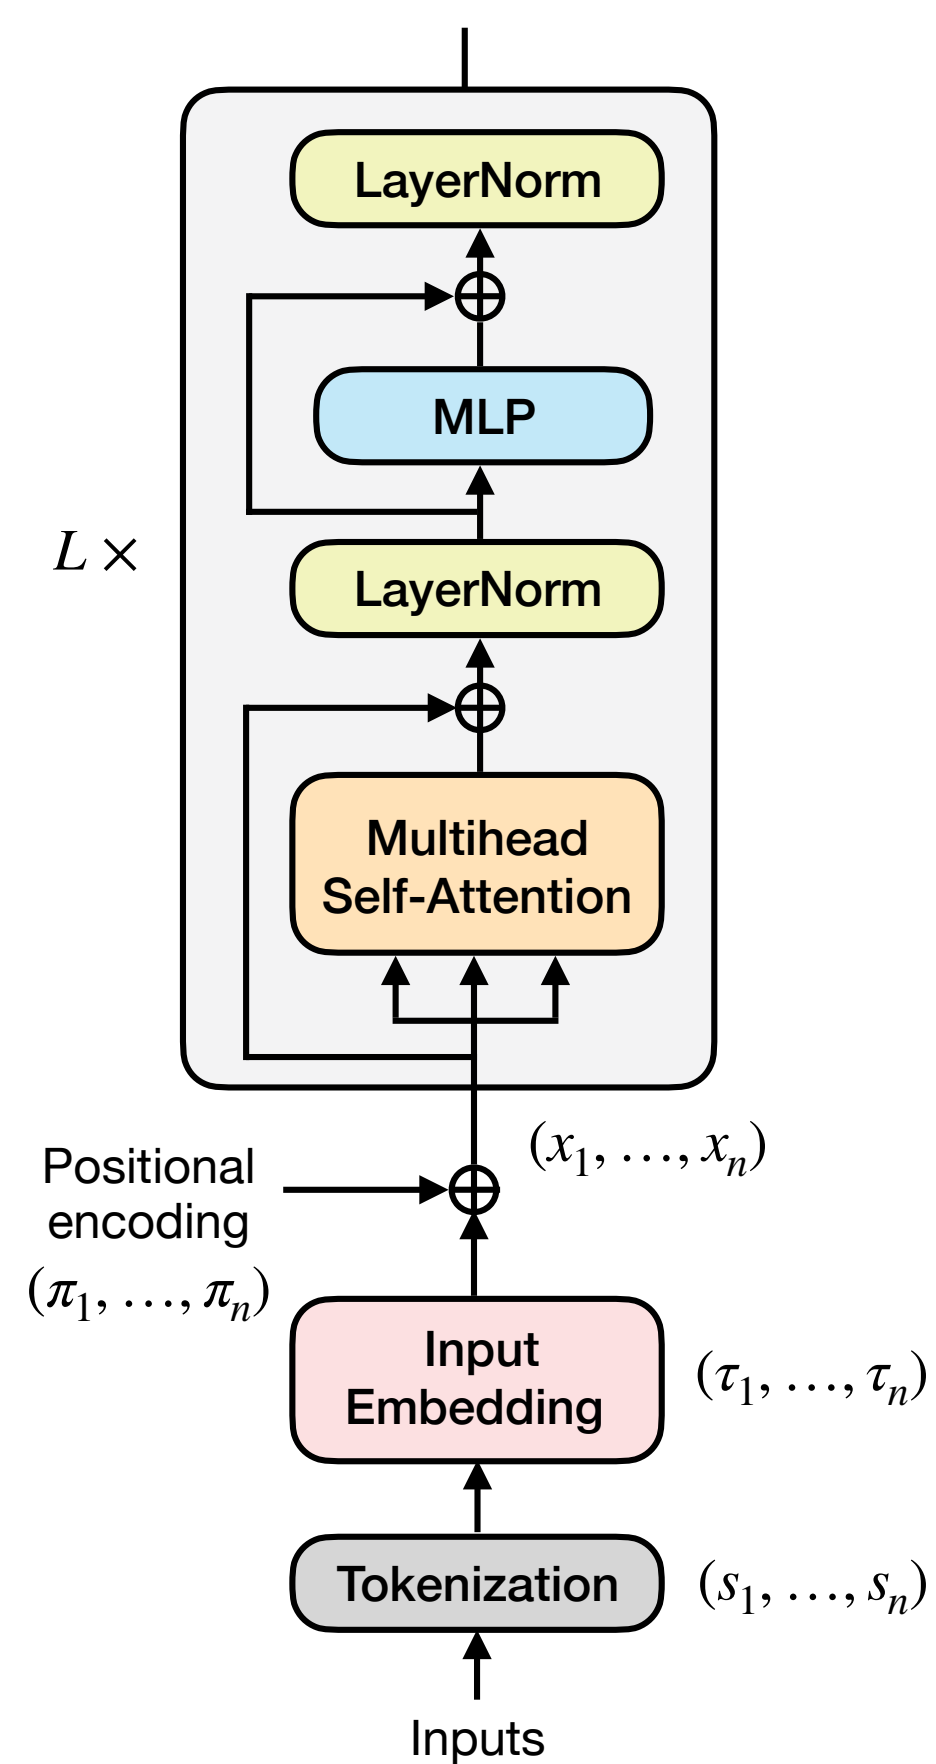 LayerNorm
MLP
L ×
LayerNorm
Multihead
Self-Attention
(x₁, …, xₙ)
Positional
encoding
(π₁, …, πₙ)
Input
Embedding
(τ₁, …, τₙ)
Tokenization
(s₁, …, sₙ)
Inputs